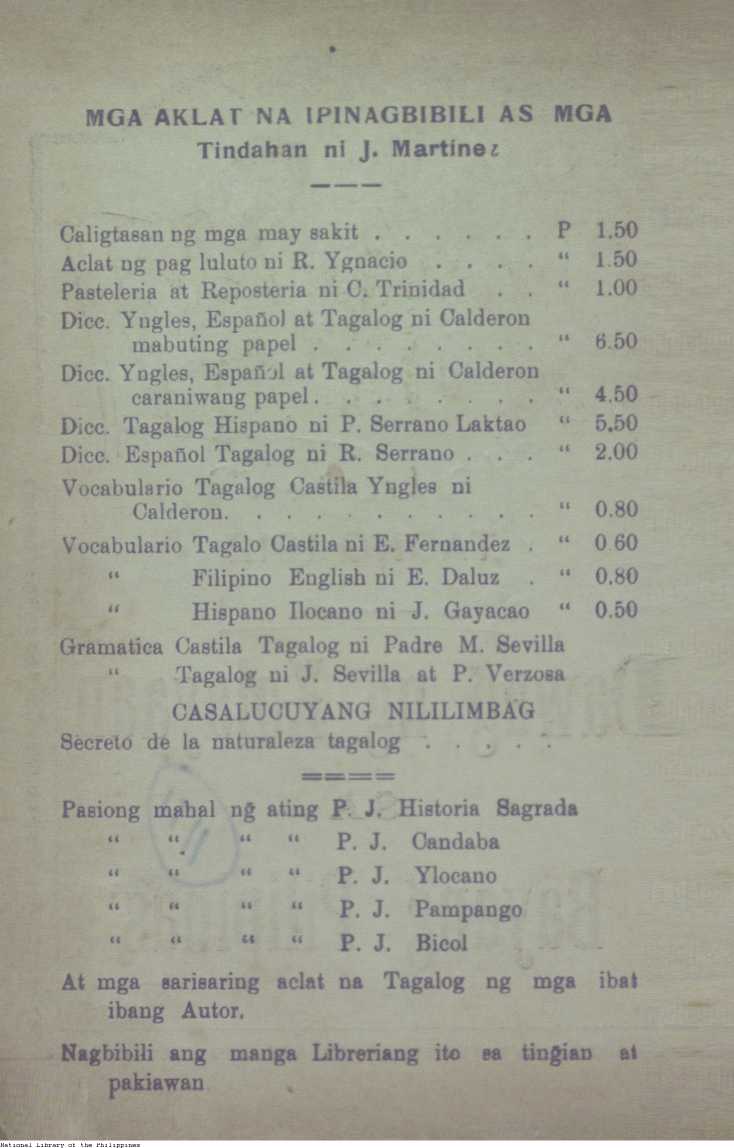 MGA AKLAT NA IPINAGBIBILI AS MGA
Tindahan ni J. Martinez
Caligtasan ng mga may sakit . . . . . . P 1.50
Aclat ng pag luluto ni R. Ygnacio . . . . “ 1.50
Pasteleria at Reposteria ni C. Trinidad . . “ 1.00
Dicc. Yngles, Español at Tagalog ni Calderon
mabuting papel . . . . . . . . “ 6.50
Dicc. Yngles, Español at Tagalog ni Calderon
caraniwang papel . . . . . . . . “ 4.50
Dicc. Tagalog Hispano ni P. Serrano Laktao “ 5.50
Dicc. Español Tagalog ni R. Serrano . . . “ 2.00
Vocabulario Tagalog Castila Yngles ni
Calderon. . . . . . . . . . . “ 0.80
Vocabulario Tagalo Castila ni E. Fernandez . “ 0.60
“ Filipino English ni E. Daluz . “ 0.80
“ Hispano Ilocano ni J. Gayacao “ 0.50
Gramatica Castila Tagalog ni Padre M. Sevilla
“ Tagalog ni J. Sevilla at P. Verzosa
CASALUCUYANG NILILIMBAG
Secreto de la naturaleza tagalog . . . . .
Pasiong mahal ng̃ ating P. J. Historia Sagrada
“ “ “ “ P. J. Candaba
“ “ “ “ P. J. Ylocano
“ “ “ “ P. J. Pampango
“ “ “ “ P. J. Bicol
At mga sarisaring aclat na Tagalog ng mga ibat
ibang Autor.
Nagbibili ang manga Libreriang ito sa ting̃ian at
pakiawan
National Library of the Philippines